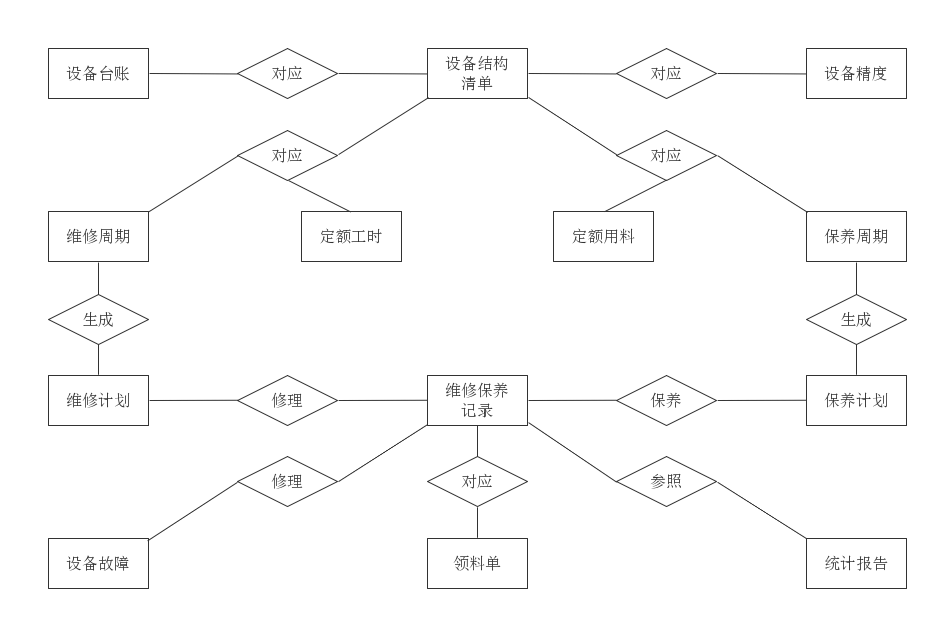 设备台账
对应
设备结构
清单
对应
设备精度
对应
对应
维修周期
定额工时
定额用料
保养周期
生成
生成
维修计划
修理
维修保养
记录
保养
保养计划
修理
对应
参照
设备故障
领料单
统计报告